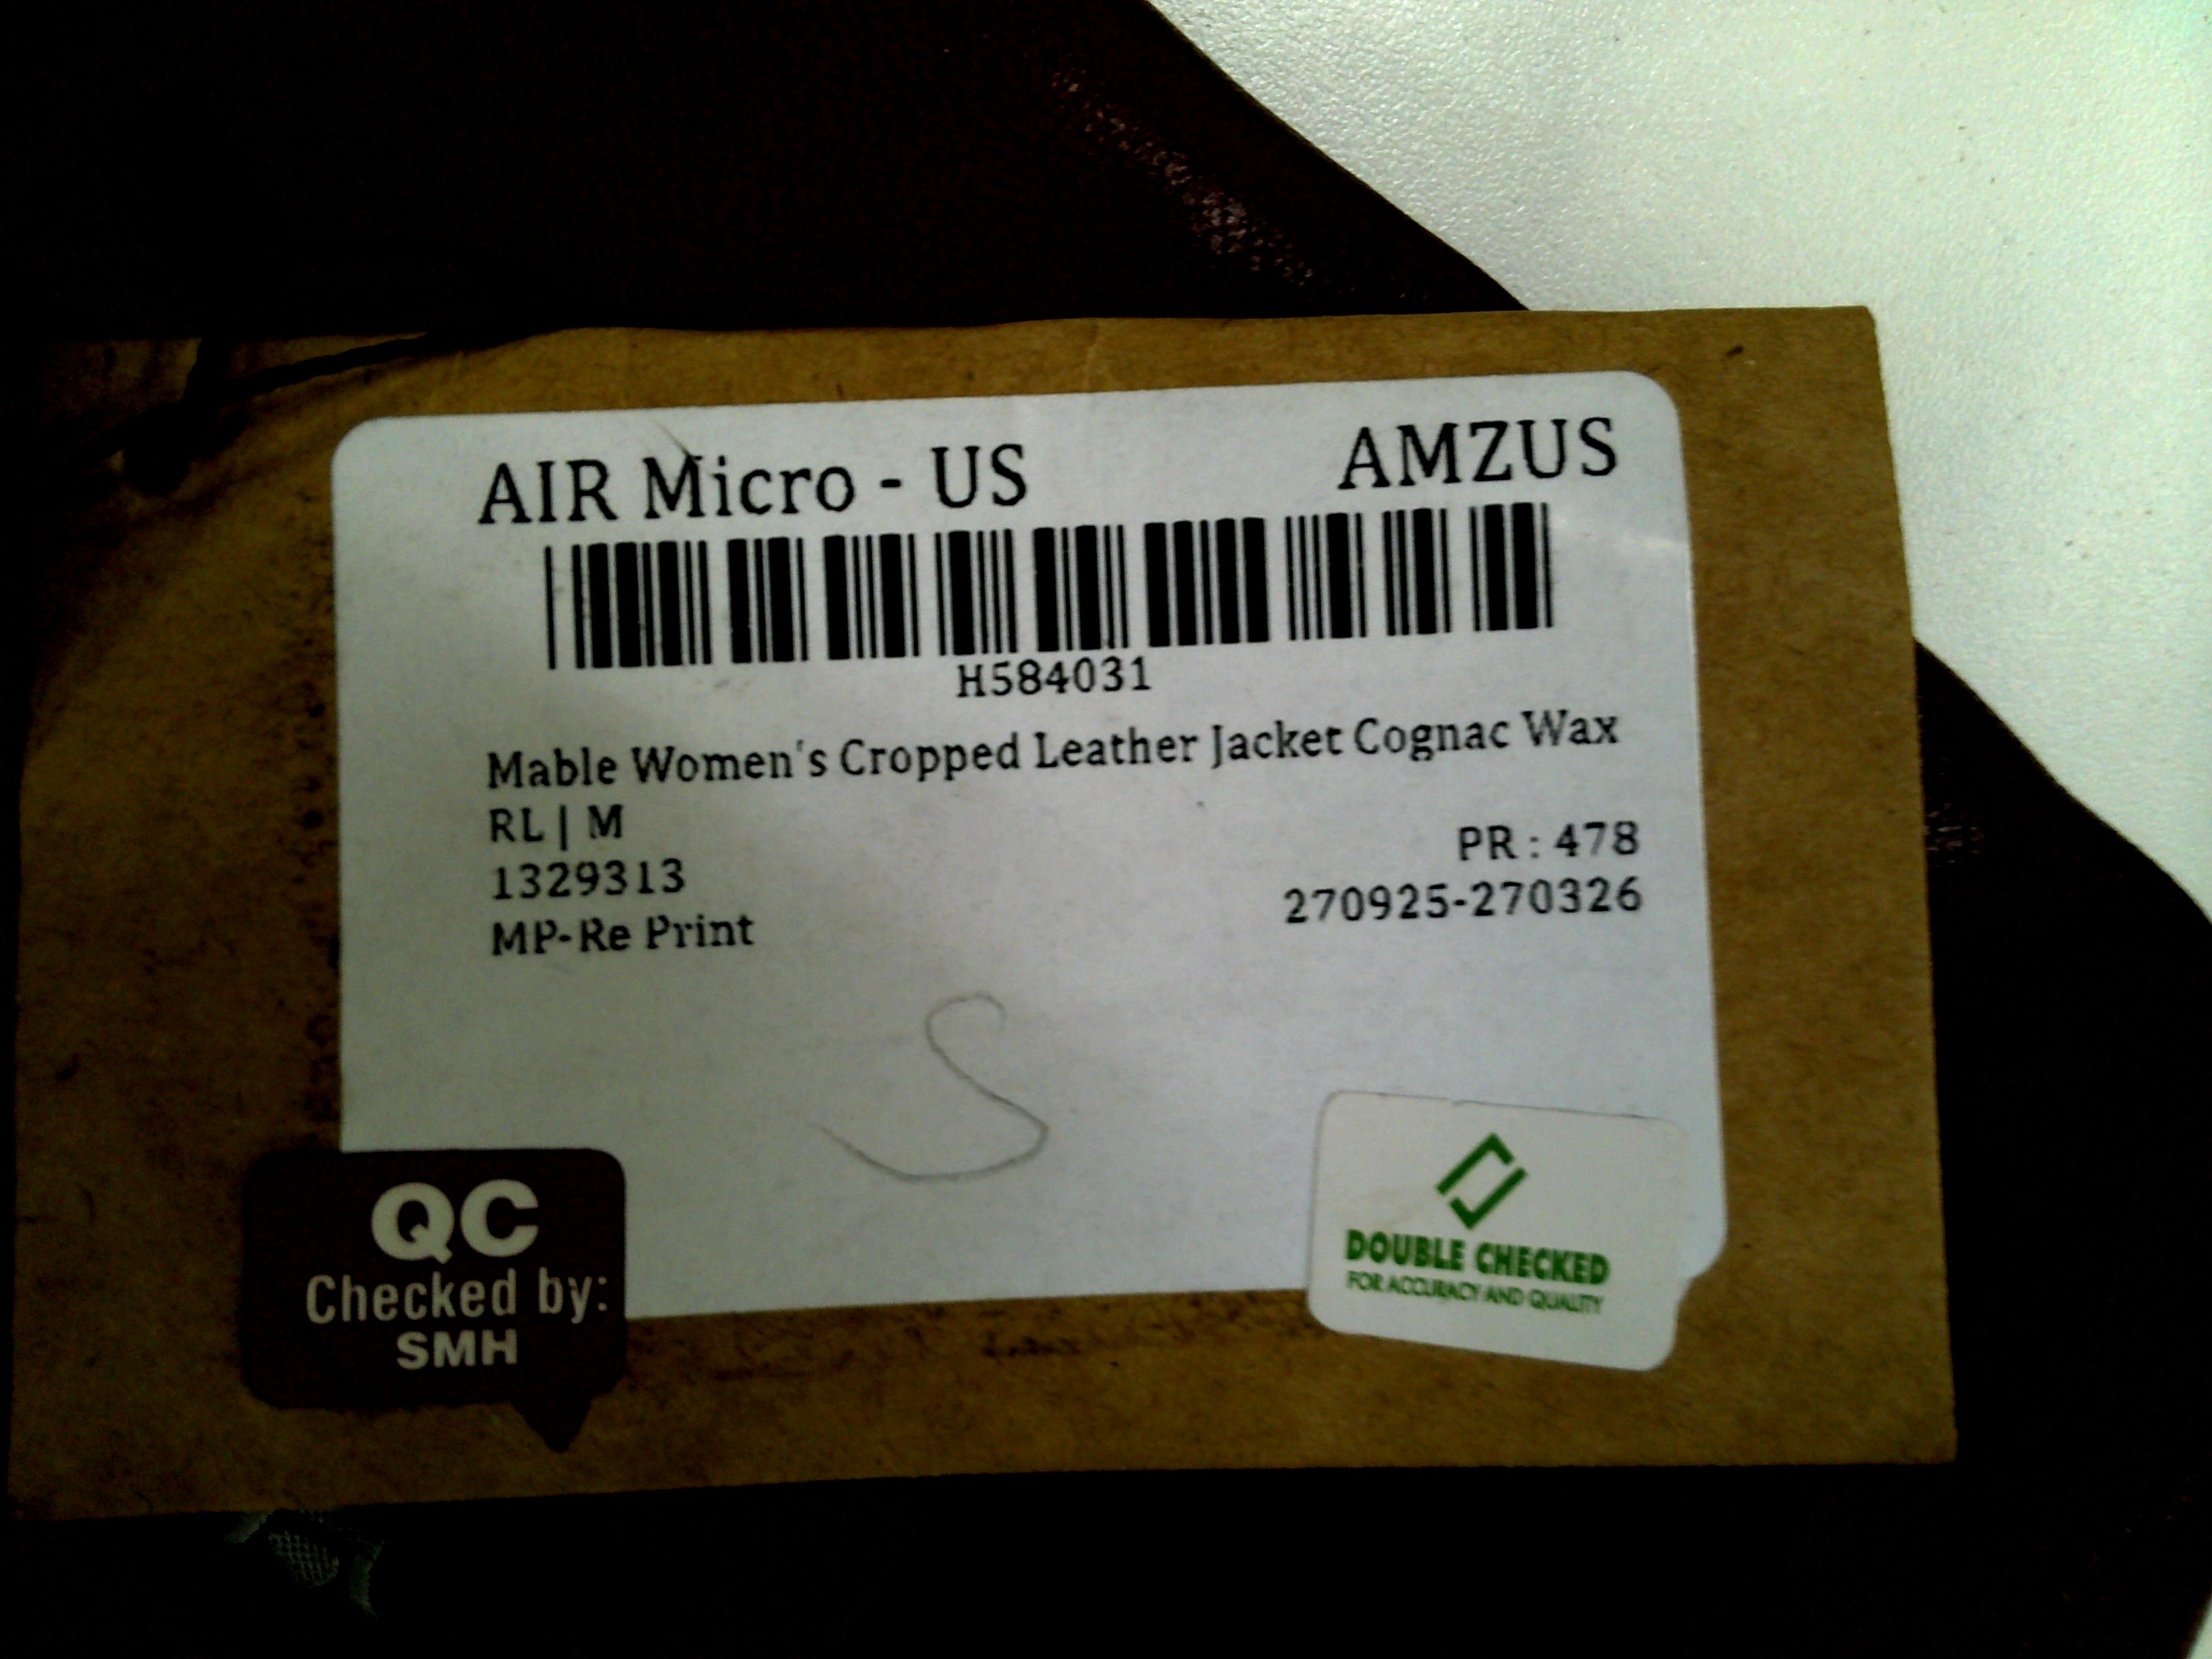 AIR Micro - US AMZUS
H584031
Mable Women's Cropped Leather Jacket Cognac Wax
RL | M
PR : 478
1329313
270925-270326
MP-Re Print
S
QC
Checked by:
SMH
DOUBLE CHECKED
FOR ACCURACY AND QUALITY